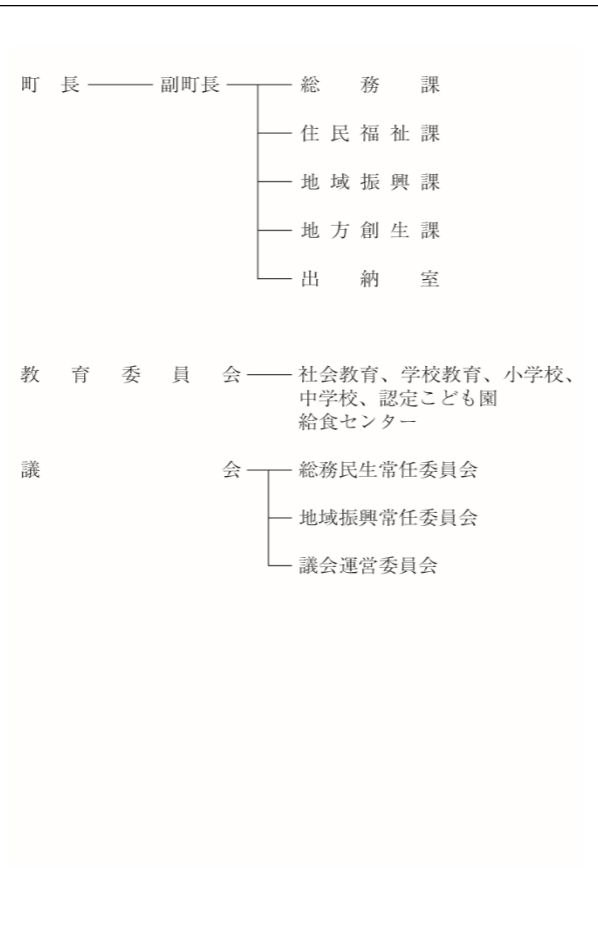 町長 副町長 総務課
住民福祉課
地域振興課
地方創生課
出納室
教育委員会 社会教育、学校教育、小学校、
中学校、認定こども園
給食センター
議会 総務民生常任委員会
地域振興常任委員会
議会運営委員会